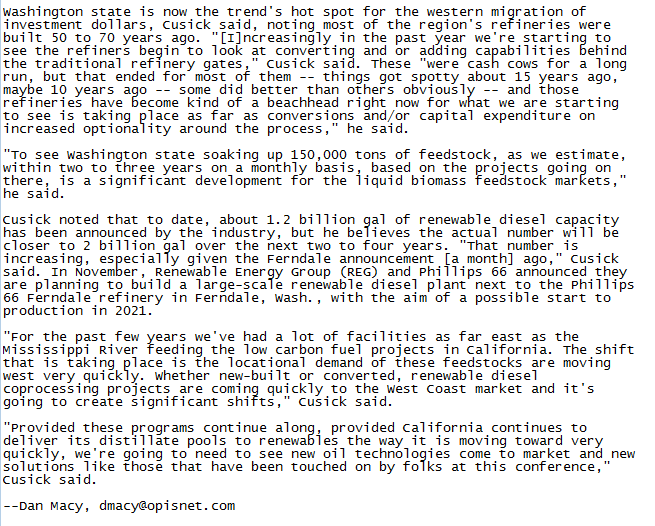 Washington state is now the trend's hot spot for the western migration of
investment dollars, Cusick said, noting most of the region's refineries were
built 50 to 70 years ago. "[I]ncreasingly in the past year we're starting to
see the refiners begin to look at converting and or adding capabilities behind
the traditional refinery gates," Cusick said. These "were cash cows for a long
run, but that ended for most of them -- things got spotty about 15 years ago,
maybe 10 years ago -- some did better than others obviously -- and those
refineries have become kind of a beachhead right now for what we are starting
to see is taking place as far as conversions and/or capital expenditure on
increased optionality around the process," he said.

"To see Washington state soaking up 150,000 tons of feedstock, as we estimate,
within two to three years on a monthly basis, based on the projects going on
there, is a significant development for the liquid biomass feedstock markets,"
he said.

Cusick noted that to date, about 1.2 billion gal of renewable diesel capacity
has been announced by the industry, but he believes the actual number will be
closer to 2 billion gal over the next two to four years. "That number is
increasing, especially given the Ferndale announcement [a month] ago," Cusick
said. In November, Renewable Energy Group (REG) and Phillips 66 announced they
are planning to build a large-scale renewable diesel plant next to the Phillips
66 Ferndale refinery in Ferndale, Wash., with the aim of a possible start to
production in 2021.

"For the past few years we've had a lot of facilities as far east as the
Mississippi River feeding the low carbon fuel projects in California. The shift
that is taking place is the locational demand of these feedstocks are moving
west very quickly. Whether new-built or converted, renewable diesel
coprocessing projects are coming quickly to the West Coast market and it's
going to create significant shifts," Cusick said.

"Provided these programs continue along, provided California continues to
deliver its distillate pools to renewables the way it is moving toward very
quickly, we're going to need to see new oil technologies come to market and new
solutions like those that have been touched on by folks at this conference,"
Cusick said.

--Dan Macy, dmacy@opisnet.com